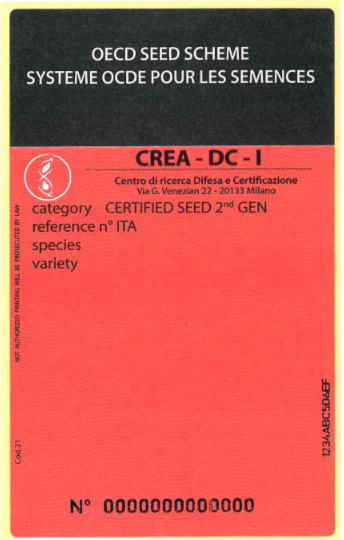 OECD SEED SCHEME
SYSTEME OCDE POUR LES SEMENCES
CREA - DC - I
Centro di ricerca Difesa e Certificazione
Via G. Venezian 22 - 20133 Milano
category CERTIFIED SEED 2nd GEN
reference n° ITA
species
variety
NOT AUTHORIZED PRINTING WILL BE PROSECUTED BY LAW
Cod.21
1234ABC5D6EF
N° 0000000000000